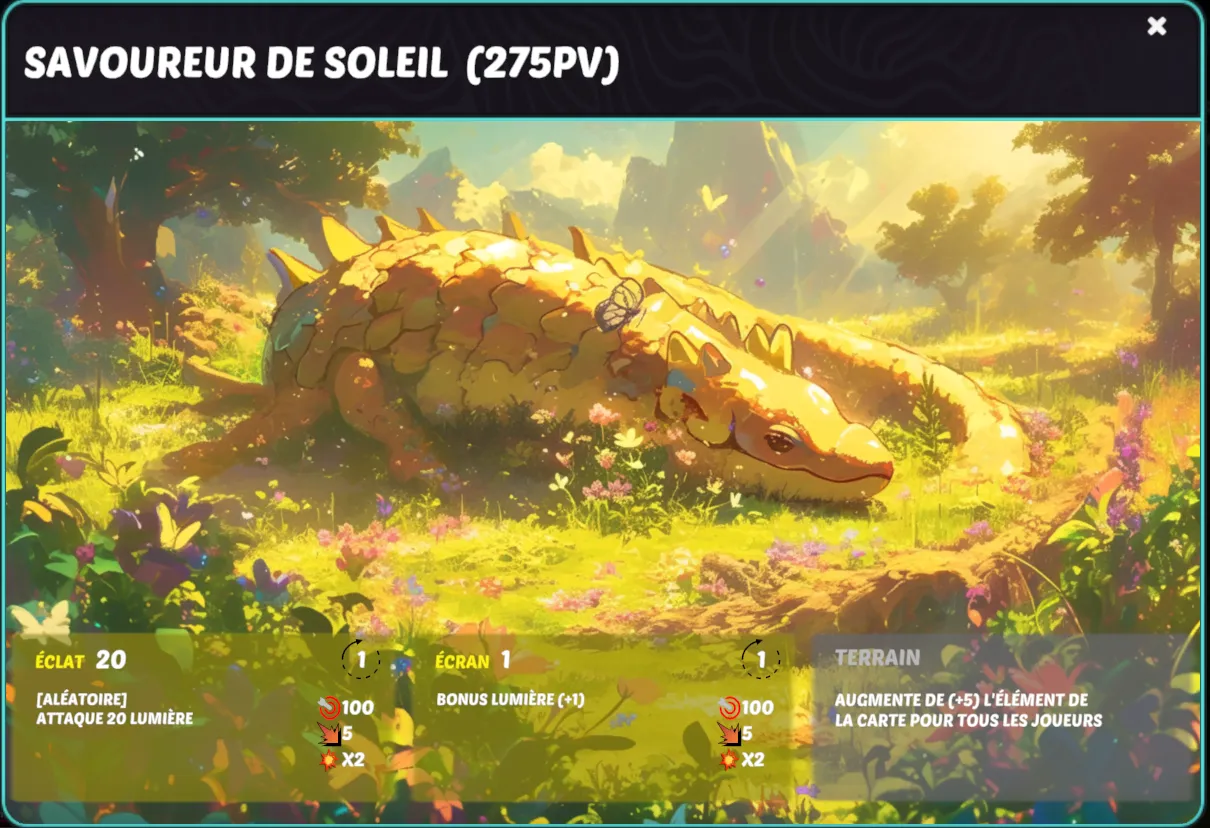 SAVOUREUR DE SOLEIL (275PV)
ÉCLAT 20
1
[ALÉATOIRE]
ATTAQUE 20 LUMIÈRE
100
5
X2
ÉCRAN 1
1
BONUS LUMIÈRE (+1)
100
5
X2
TERRAIN
AUGMENTE DE (+5) L'ÉLÉMENT DE
LA CARTE POUR TOUS LES JOUEURS